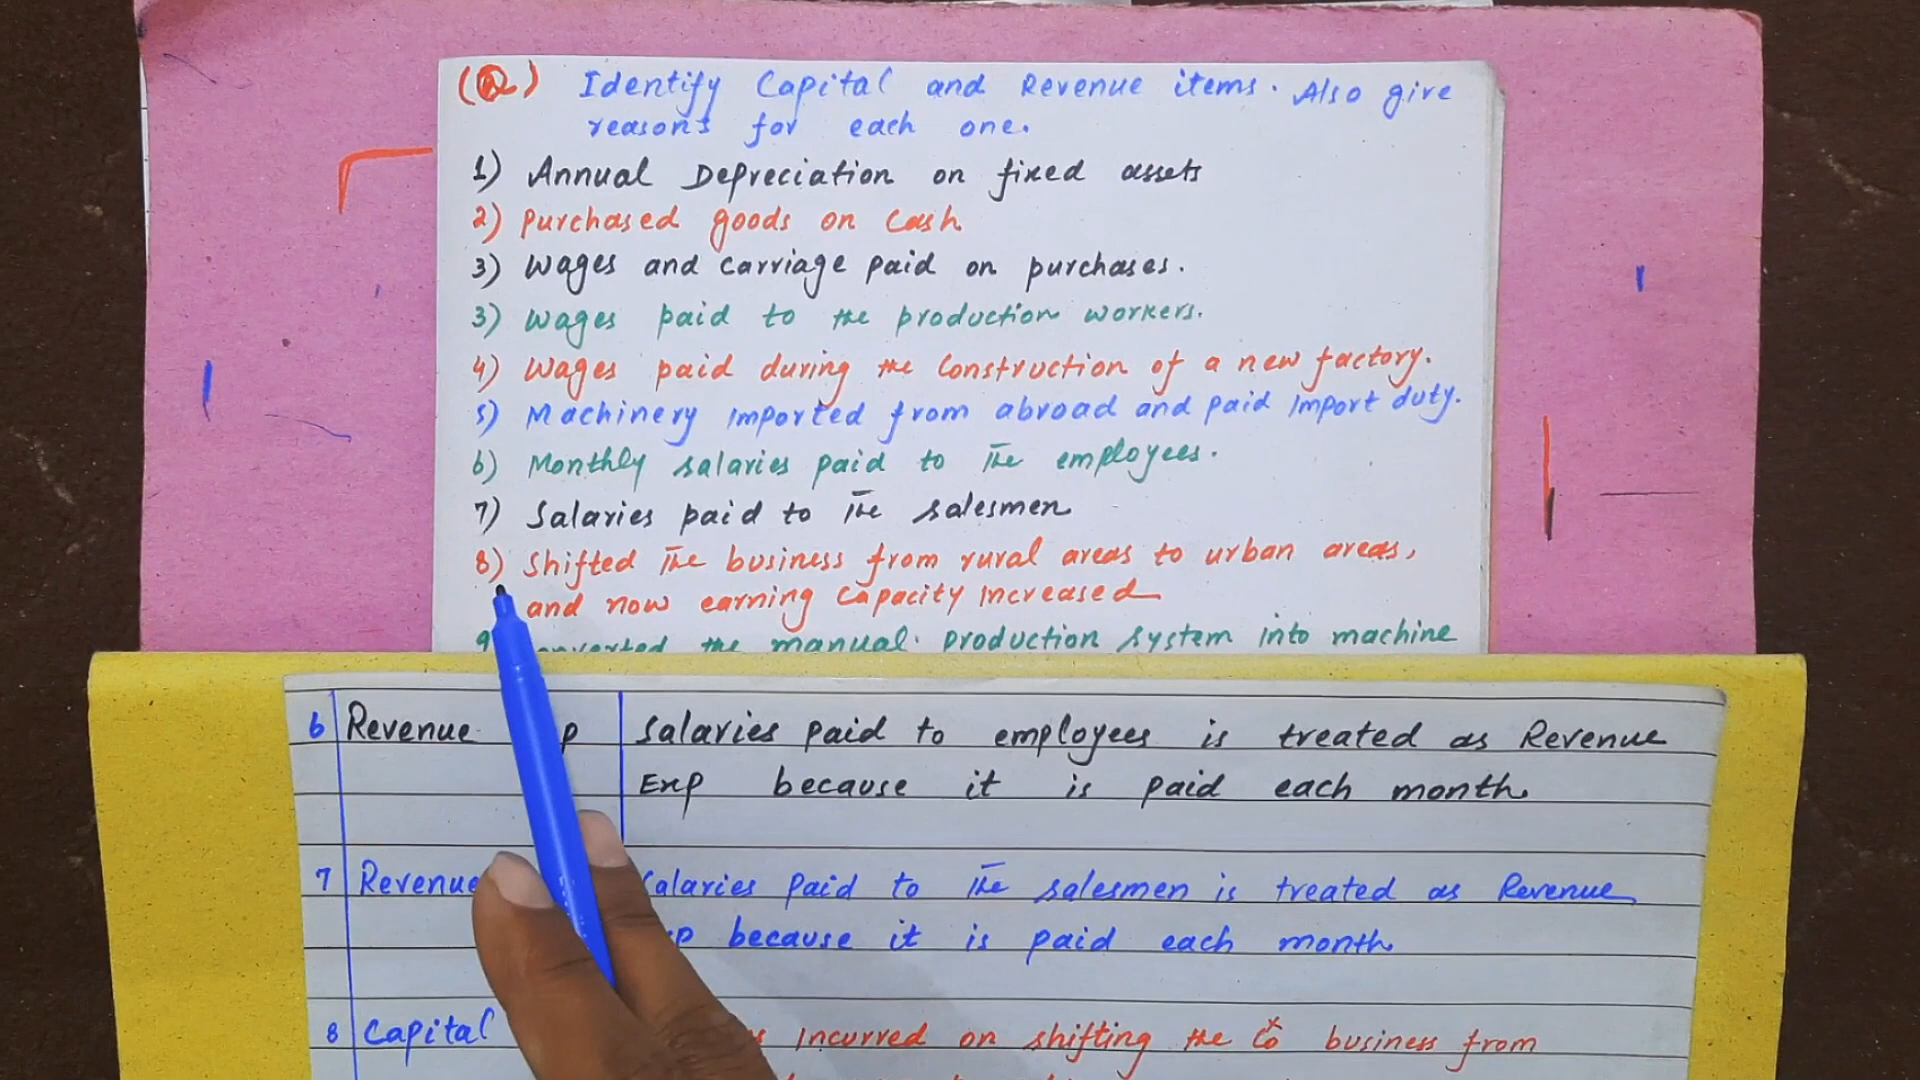 (Q) Identify Capital and Revenue items. Also give
reasons for each one.
1) Annual Depreciation on fixed assets
2) Purchased goods on cash
3) Wages and carriage paid on purchases.
3) Wages paid to the production workers.
4) Wages paid during the construction of a new factory.
5) Machinery imported from abroad and paid import duty.
6) Monthly salaries paid to the employees.
7) Salaries paid to the salesmen
8) Shifted the business from rural areas to urban areas,
and now earning capacity increased
the manual production system into machine
6 Revenue Salaries paid to employees is treated as Revenue
Exp because it is paid each month.
7 Revenue Salaries paid to the salesmen is treated as Revenue
because it is paid each month
8 Capital incurred on shifting the Co business from